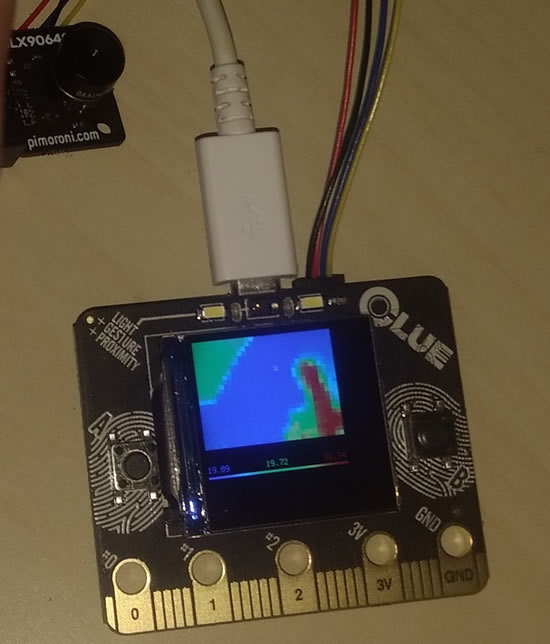 LX9064
pimoroni.com
CLUE
+ LIGHT
+ GESTURE
+ PROXIMITY
A
B
19.09
19.72
#0
#1
#2
3V
GND
0
1
2
3V
GND